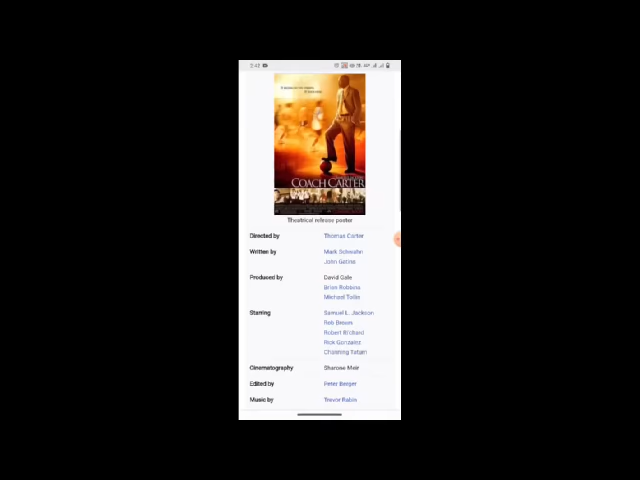 COACH CARTER
Theatrical release poster
Directed by Thomas Carter
Written by Mark Schwahn
John Gatins
Produced by David Gale
Brian Robbins
Michael Tollin
Starring Samuel L. Jackson
Rob Brown
Robert Ri'chard
Rick Gonzalez
Channing Tatum
Cinematography Sharone Meir
Edited by Peter Berger
Music by Trevor Rabin